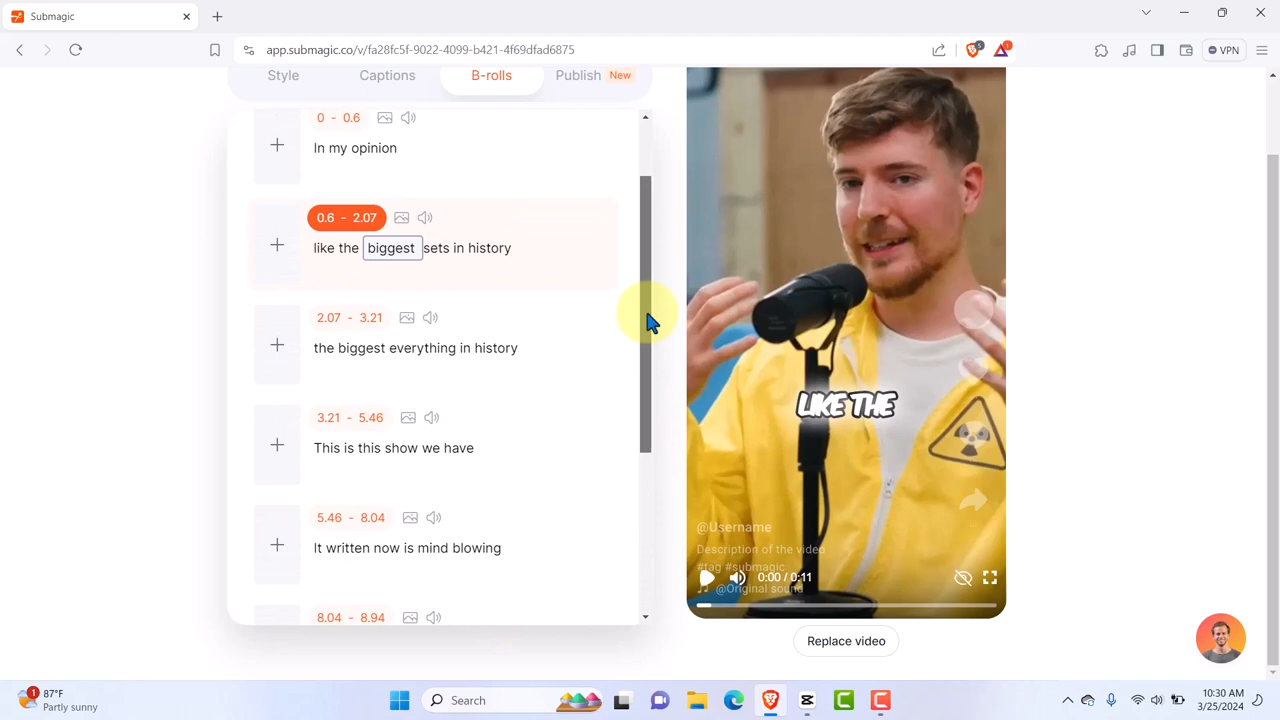 Submagic
app.submagic.co/v/fa28fc5f-9022-4099-b421-4f69dfad6875
5
1
VPN
Style
Captions
B-rolls
Publish New
0 - 0.6
In my opinion
0.6 - 2.07
like the biggest sets in history
2.07 - 3.21
the biggest everything in history
3.21 - 5.46
This is this show we have
5.46 - 8.04
It written now is mind blowing
8.04 - 8.94
LIKE THE
@Username
Description of the video
#tag #submagic
0:00 / 0:11
@Original sound
Replace video
1
87°F
Partly sunny
Search
10:30 AM
3/25/2024